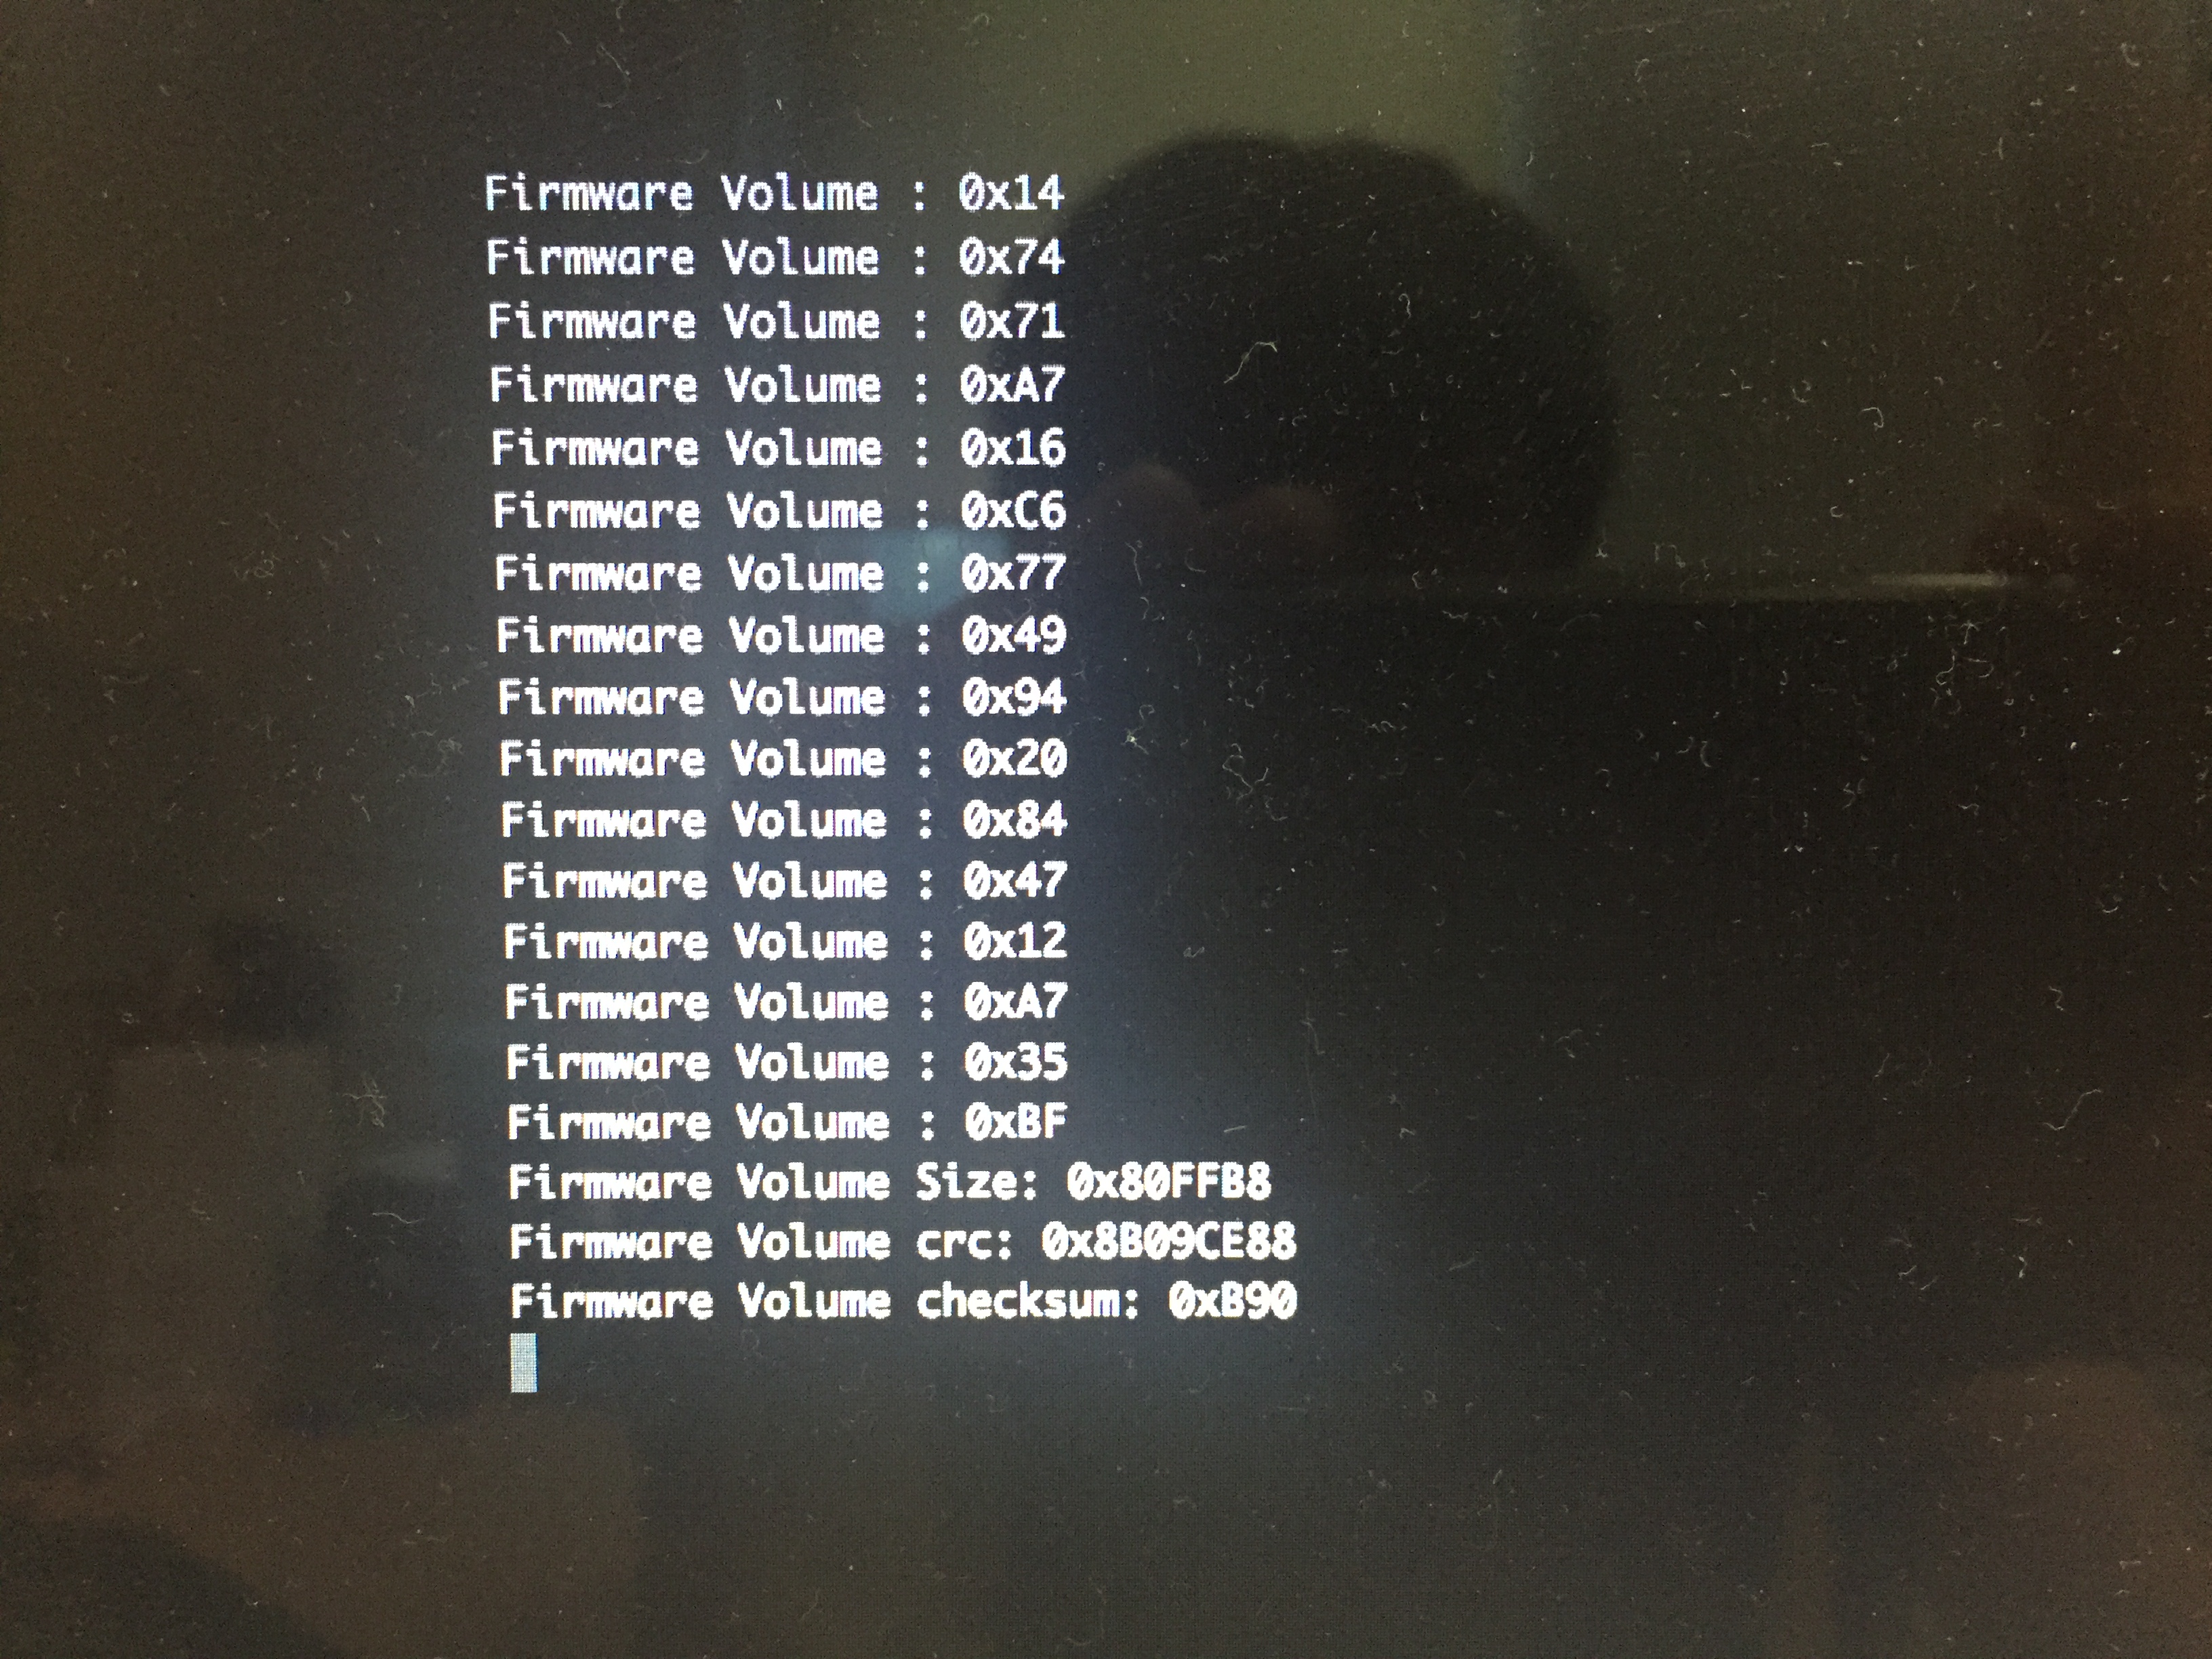 Firmware Volume : 0x14
Firmware Volume : 0x74
Firmware Volume : 0x71
Firmware Volume : 0xA7
Firmware Volume : 0x16
Firmware Volume : 0xC6
Firmware Volume : 0x77
Firmware Volume : 0x49
Firmware Volume : 0x94
Firmware Volume : 0x20
Firmware Volume : 0x84
Firmware Volume : 0x47
Firmware Volume : 0x12
Firmware Volume : 0xA7
Firmware Volume : 0x35
Firmware Volume : 0xBF
Firmware Volume Size: 0x80FFB8
Firmware Volume crc: 0x8B09CE88
Firmware Volume checksum: 0xB90